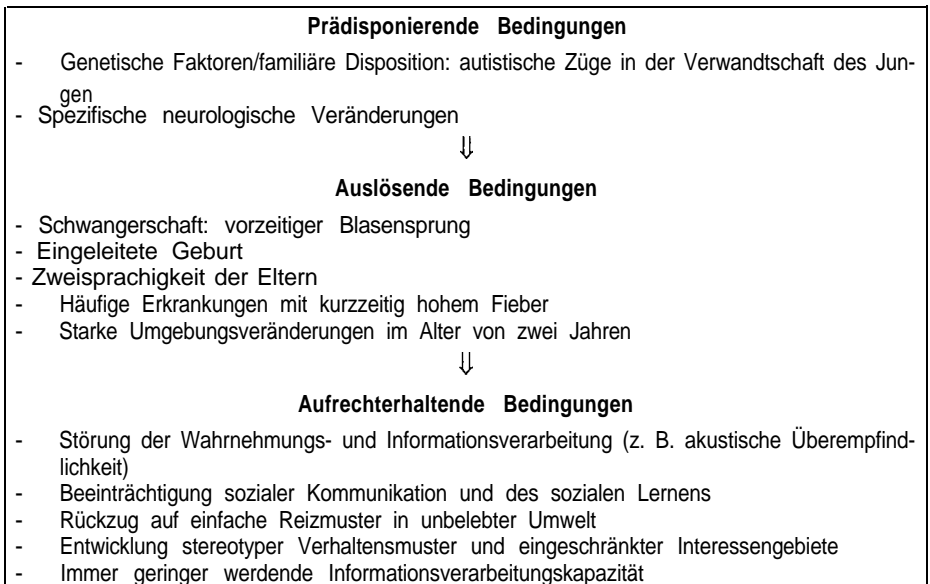 Prädisponierende Bedingungen
- Genetische Faktoren/familiäre Disposition: autistische Züge in der Verwandtschaft des Jun-
gen
- Spezifische neurologische Veränderungen
⇓
Auslösende Bedingungen
- Schwangerschaft: vorzeitiger Blasensprung
- Eingeleitete Geburt
- Zweisprachigkeit der Eltern
- Häufige Erkrankungen mit kurzzeitig hohem Fieber
- Starke Umgebungsveränderungen im Alter von zwei Jahren
⇓
Aufrechterhaltende Bedingungen
- Störung der Wahrnehmungs- und Informationsverarbeitung (z. B. akustische Überempfind-
lichkeit)
- Beeinträchtigung sozialer Kommunikation und des sozialen Lernens
- Rückzug auf einfache Reizmuster in unbelebter Umwelt
- Entwicklung stereotyper Verhaltensmuster und eingeschränkter Interessengebiete
- Immer geringer werdende Informationsverarbeitungskapazität